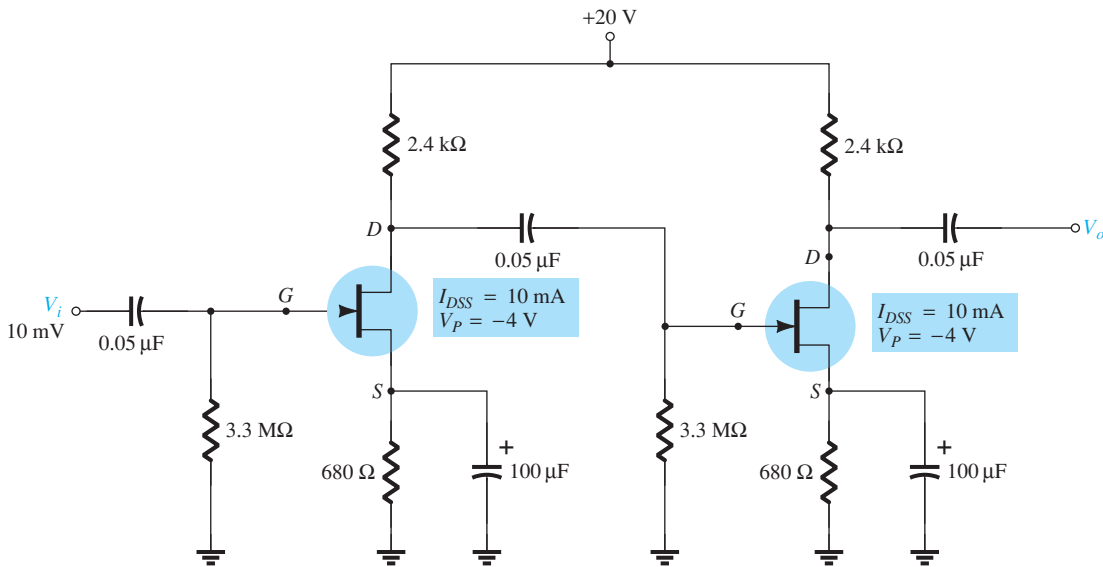 +20 V
2.4 kΩ
2.4 kΩ
D
0.05 µF
0.05 µF
V_o
D
V_i
10 mV
0.05 µF
G
I_DSS = 10 mA
V_P = −4 V
G
I_DSS = 10 mA
V_P = −4 V
S
S
3.3 MΩ
680 Ω
+
100 µF
3.3 MΩ
680 Ω
+
100 µF